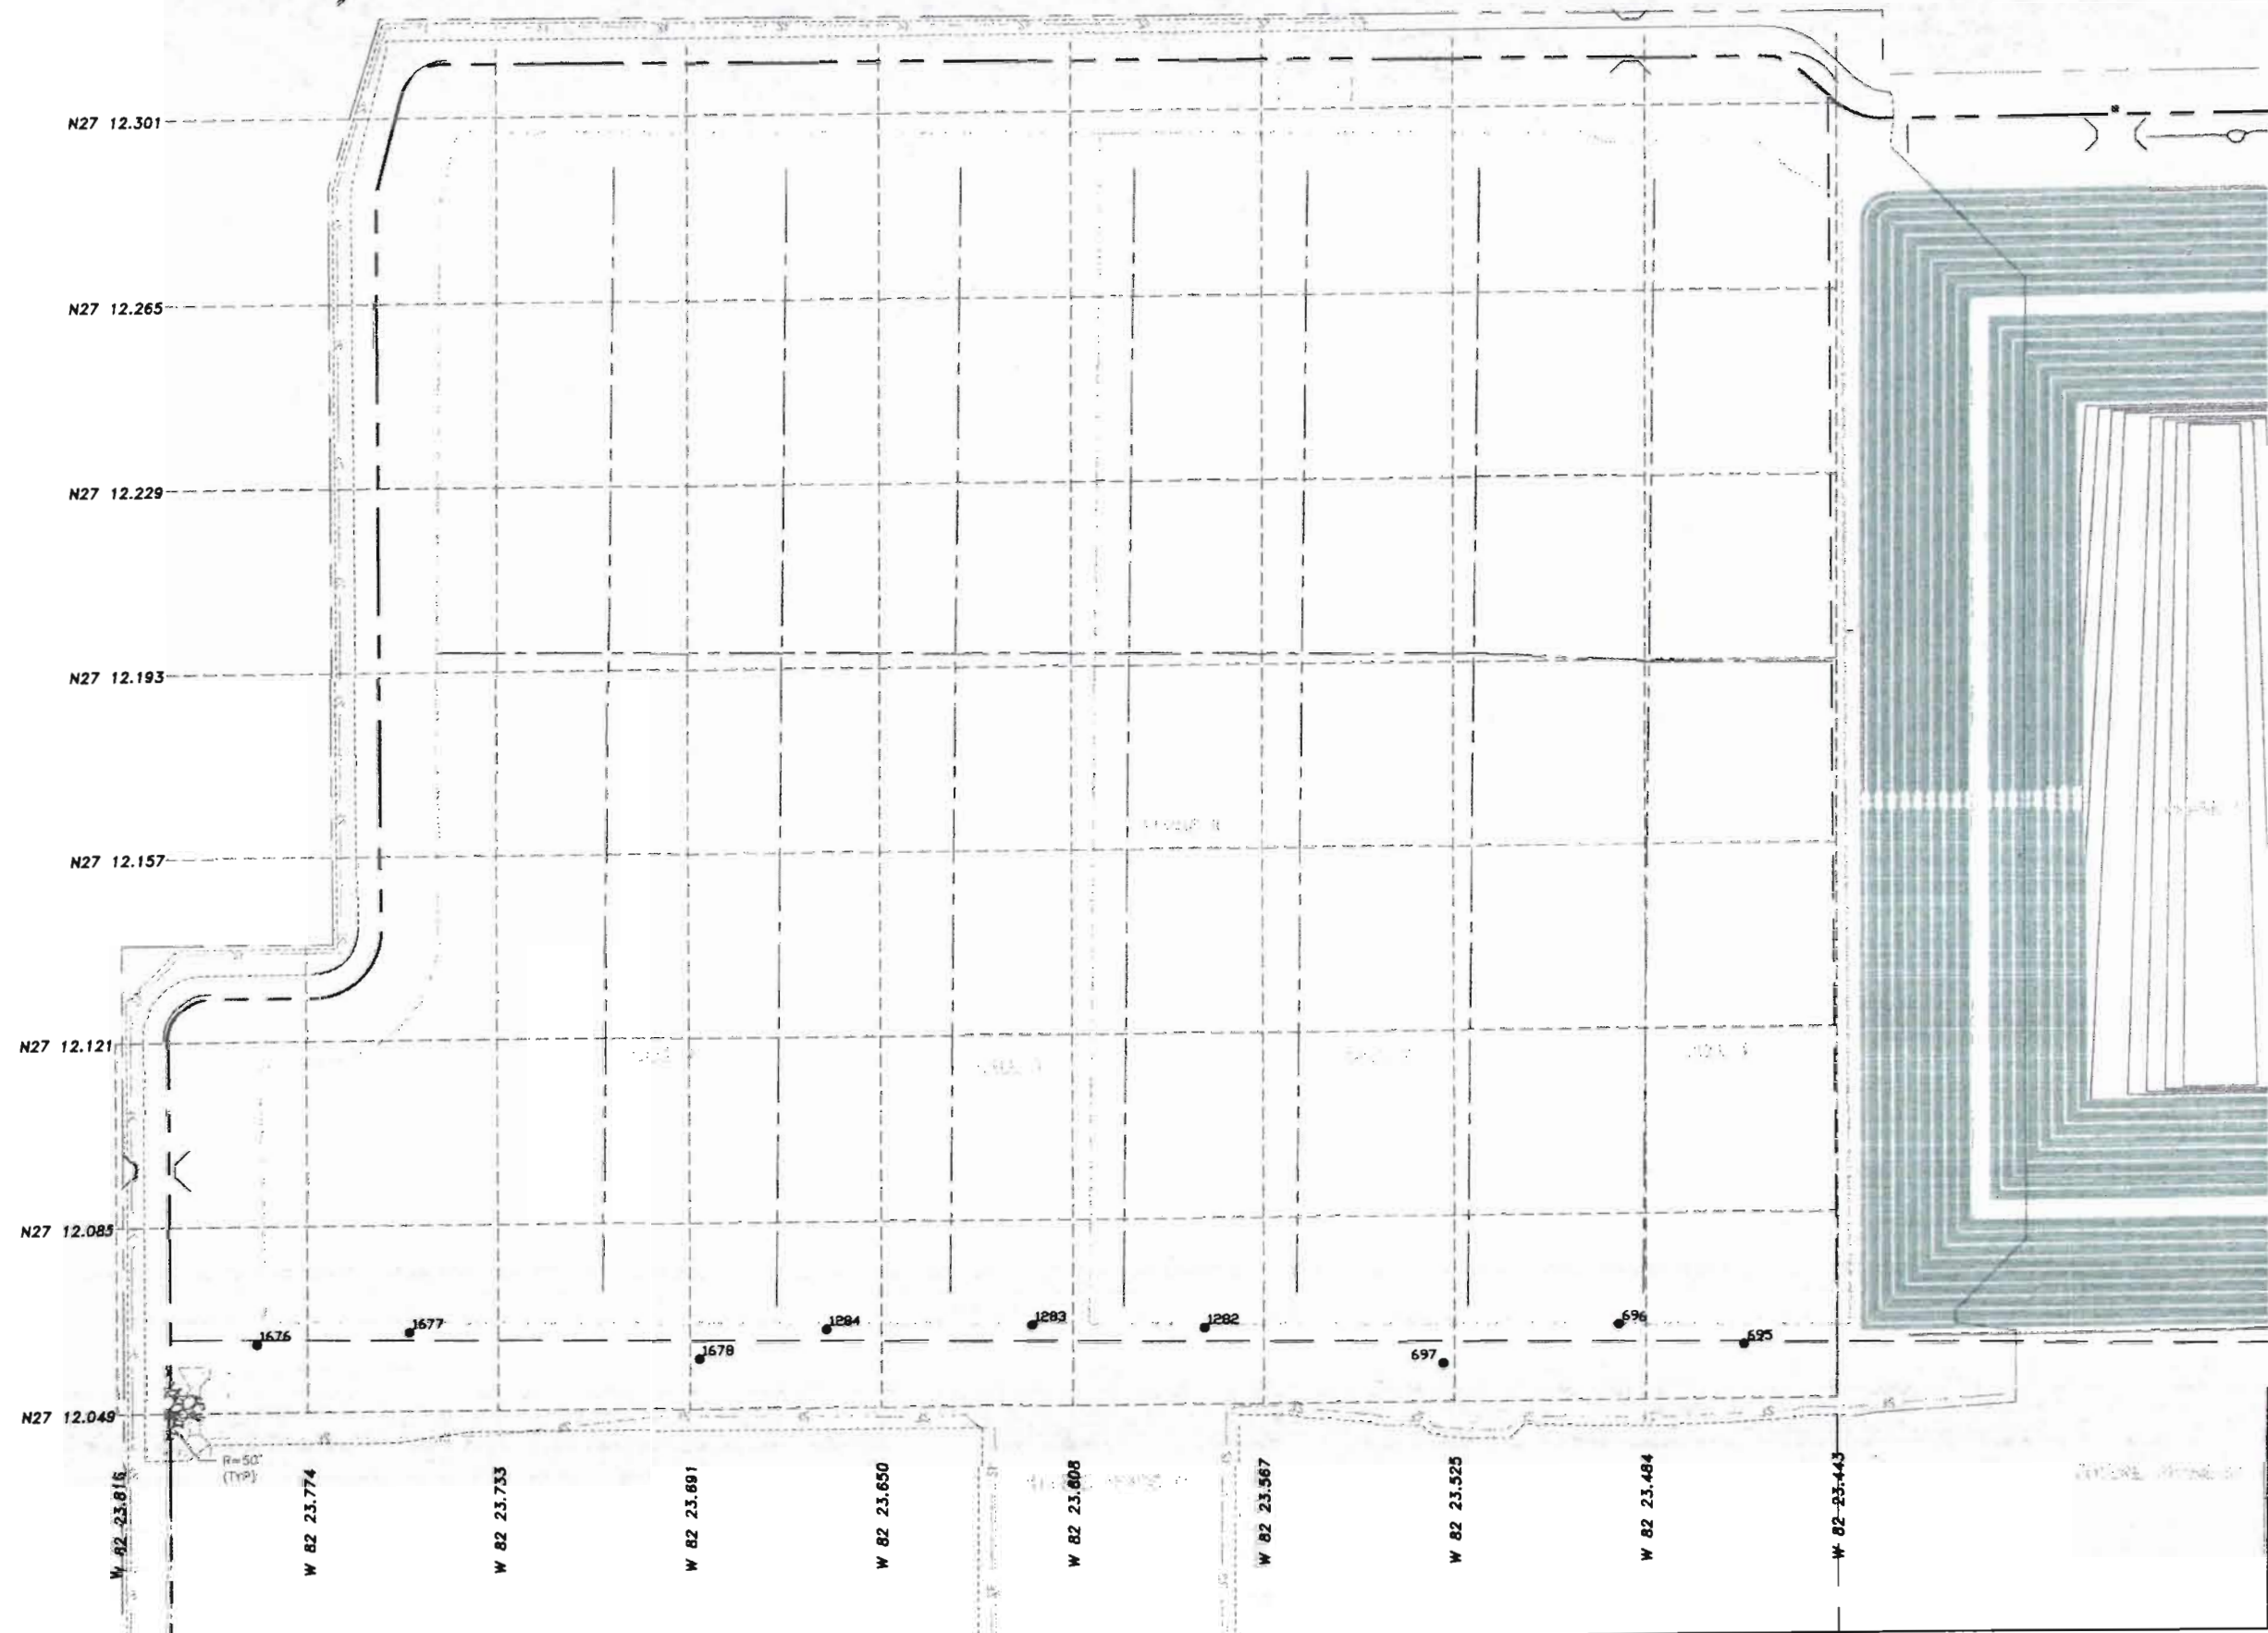 N27 12.301
N27 12.265
N27 12.229
N27 12.193
N27 12.157
N27 12.121
N27 12.085
1676
1677
1678
1284
1283
1282
697
696
695
N27 12.049
R=50'
(TYP)
W 82 23.816
W 82 23.774
W 82 23.733
W 82 23.691
W 82 23.650
W 82 23.608
W 82 23.567
W 82 23.525
W 82 23.484
W 82 23.443